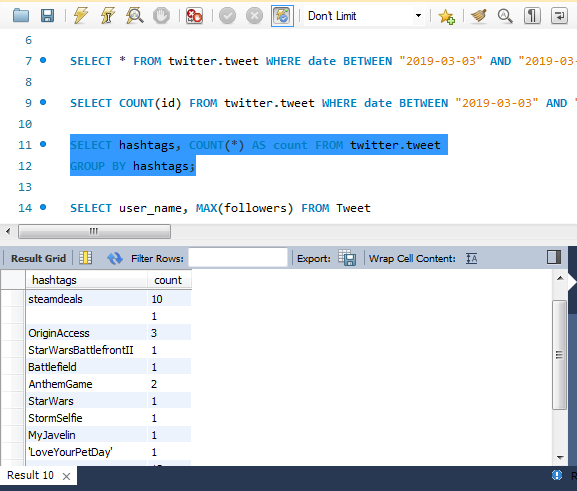 Don't Limit
6
7 SELECT * FROM twitter.tweet WHERE date BETWEEN "2019-03-03" AND "2019-03-
8
9 SELECT COUNT(id) FROM twitter.tweet WHERE date BETWEEN "2019-03-03" AND "
10
11 SELECT hashtags, COUNT(*) AS count FROM twitter.tweet
12 GROUP BY hashtags;
13
14 SELECT user_name, MAX(followers) FROM Tweet
Result Grid Filter Rows: Export: Wrap Cell Content: IA
hashtags count
steamdeals 10
1
OriginAccess 3
StarWarsBattlefrontII 1
Battlefield 1
AnthemGame 2
StarWars 1
StormSelfie 1
MyJavelin 1
'LoveYourPetDay' 1
Result 10